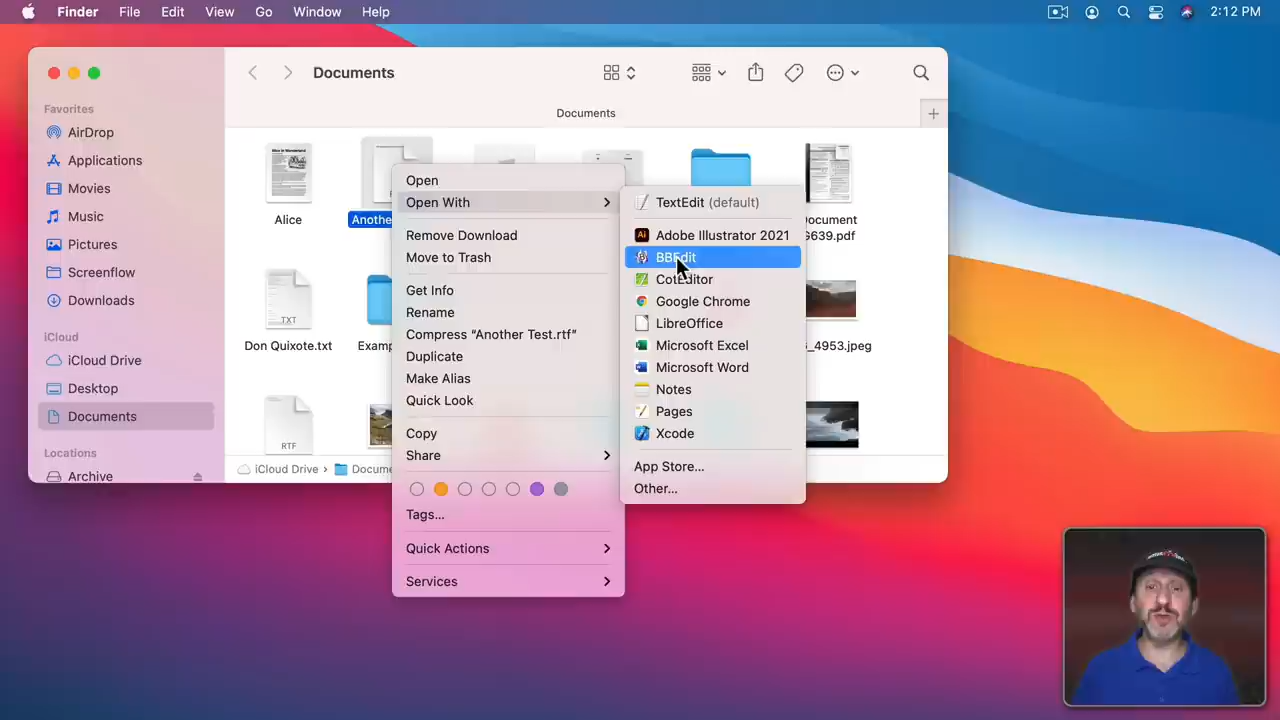 Finder File Edit View Go Window Help 2:12 PM
Documents
Documents
Favorites
AirDrop
Applications
Movies
Music
Pictures
Screenflow
Downloads
iCloud
iCloud Drive
Desktop
Documents
Locations
Archive
Alice
Anothe
Document
G639.pdf
TXT
Don Quixote.txt
Examp
_4953.jpeg
RTF
iCloud Drive › Docume
Open
Open With
Remove Download
Move to Trash
Get Info
Rename
Compress “Another Test.rtf”
Duplicate
Make Alias
Quick Look
Copy
Share
Tags...
Quick Actions
Services
TextEdit (default)
Adobe Illustrator 2021
BBEdit
CotEditor
Google Chrome
LibreOffice
Microsoft Excel
Microsoft Word
Notes
Pages
Xcode
App Store...
Other...